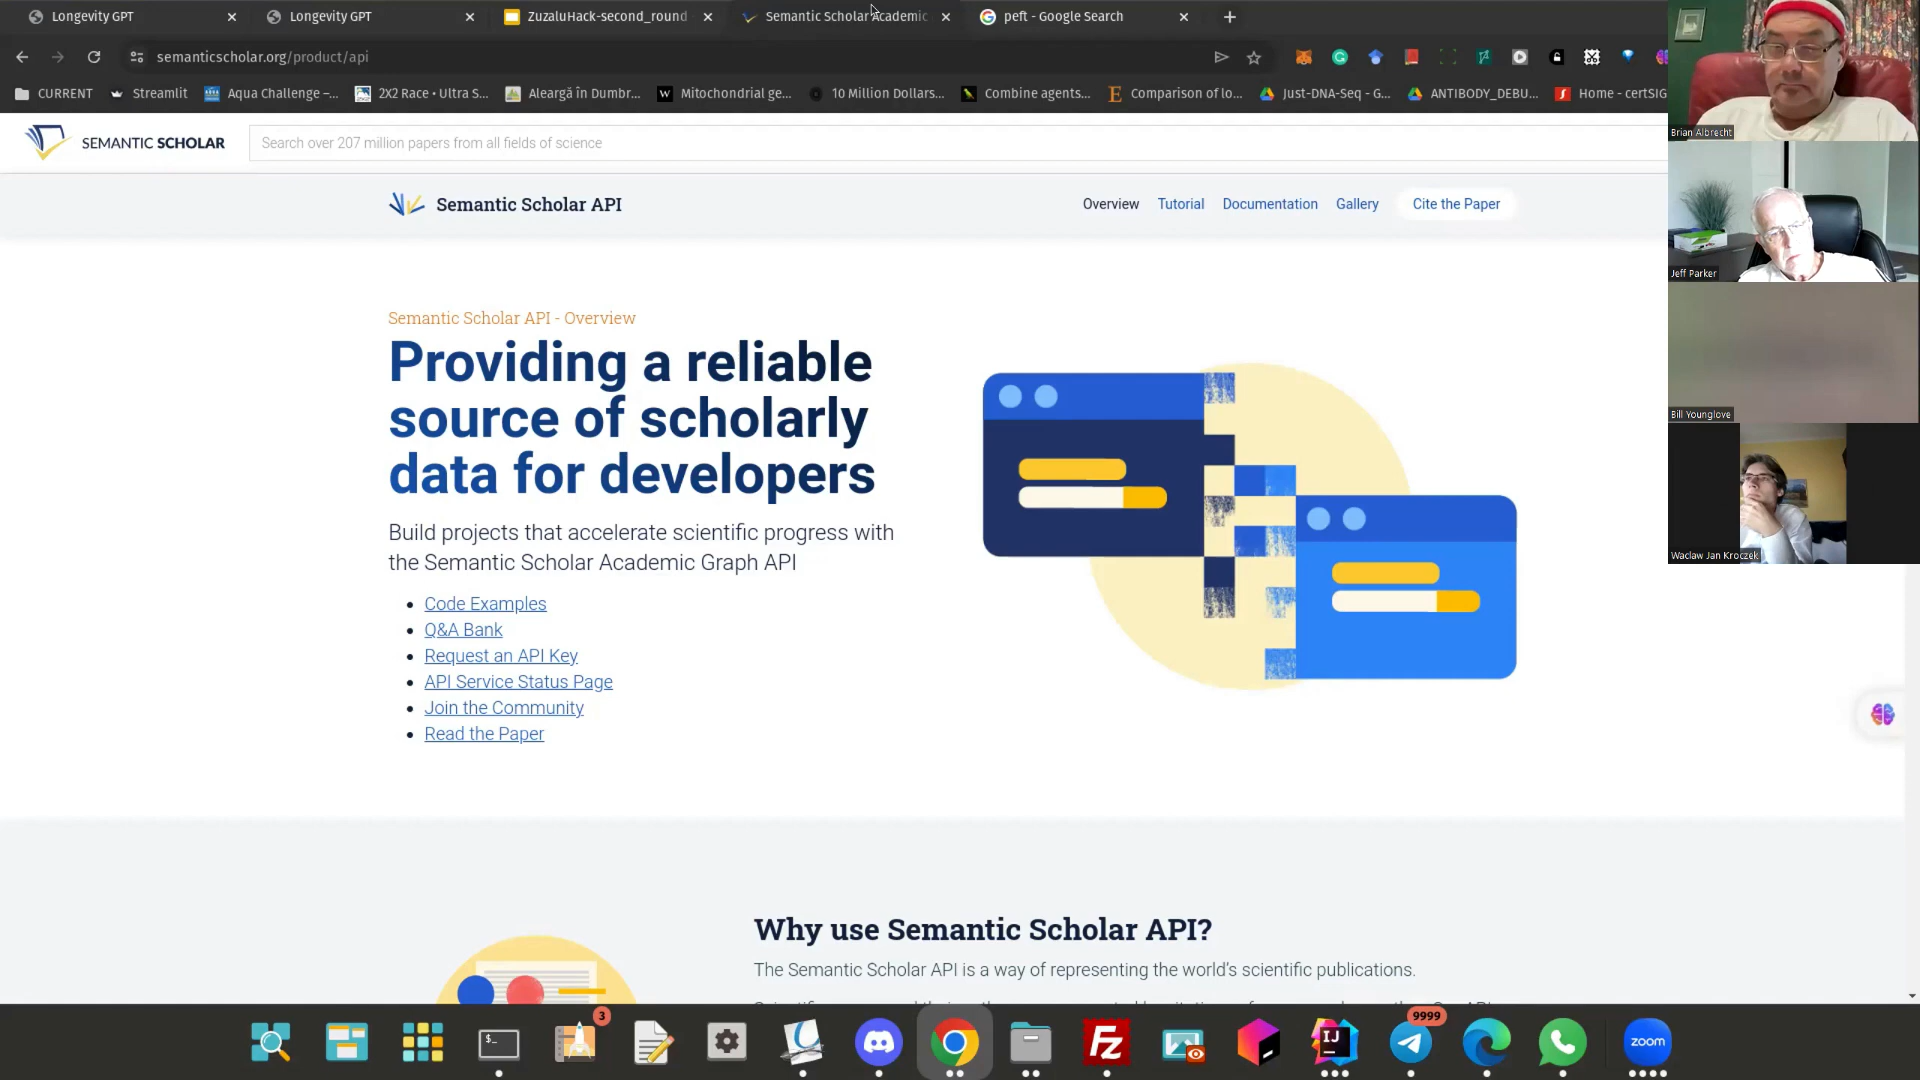 Longevity GPT
Longevity GPT
ZuzaluHack-second_round
Semantic Scholar Academic
peft - Google Search
semanticscholar.org/product/api
CURRENT
Streamlit
Aqua Challenge –...
2X2 Race • Ultra S...
Aleargă în Dumbr...
Mitochondrial ge...
10 Million Dollars...
Combine agents...
Comparison of lo...
Just-DNA-Seq - G...
ANTIBODY_DEBU...
Home - certSIG
SEMANTIC SCHOLAR
Search over 207 million papers from all fields of science
Semantic Scholar API
Overview
Tutorial
Documentation
Gallery
Cite the Paper
Semantic Scholar API - Overview
Providing a reliable
source of scholarly
data for developers
Build projects that accelerate scientific progress with
the Semantic Scholar Academic Graph API
Code Examples
Q&A Bank
Request an API Key
API Service Status Page
Join the Community
Read the Paper
Why use Semantic Scholar API?
The Semantic Scholar API is a way of representing the world's scientific publications.
Brian Albrecht
Jeff Parker
Bill Younglove
Waclaw Jan Kroczek
3
$_
Fz
IJ
9999
zoom